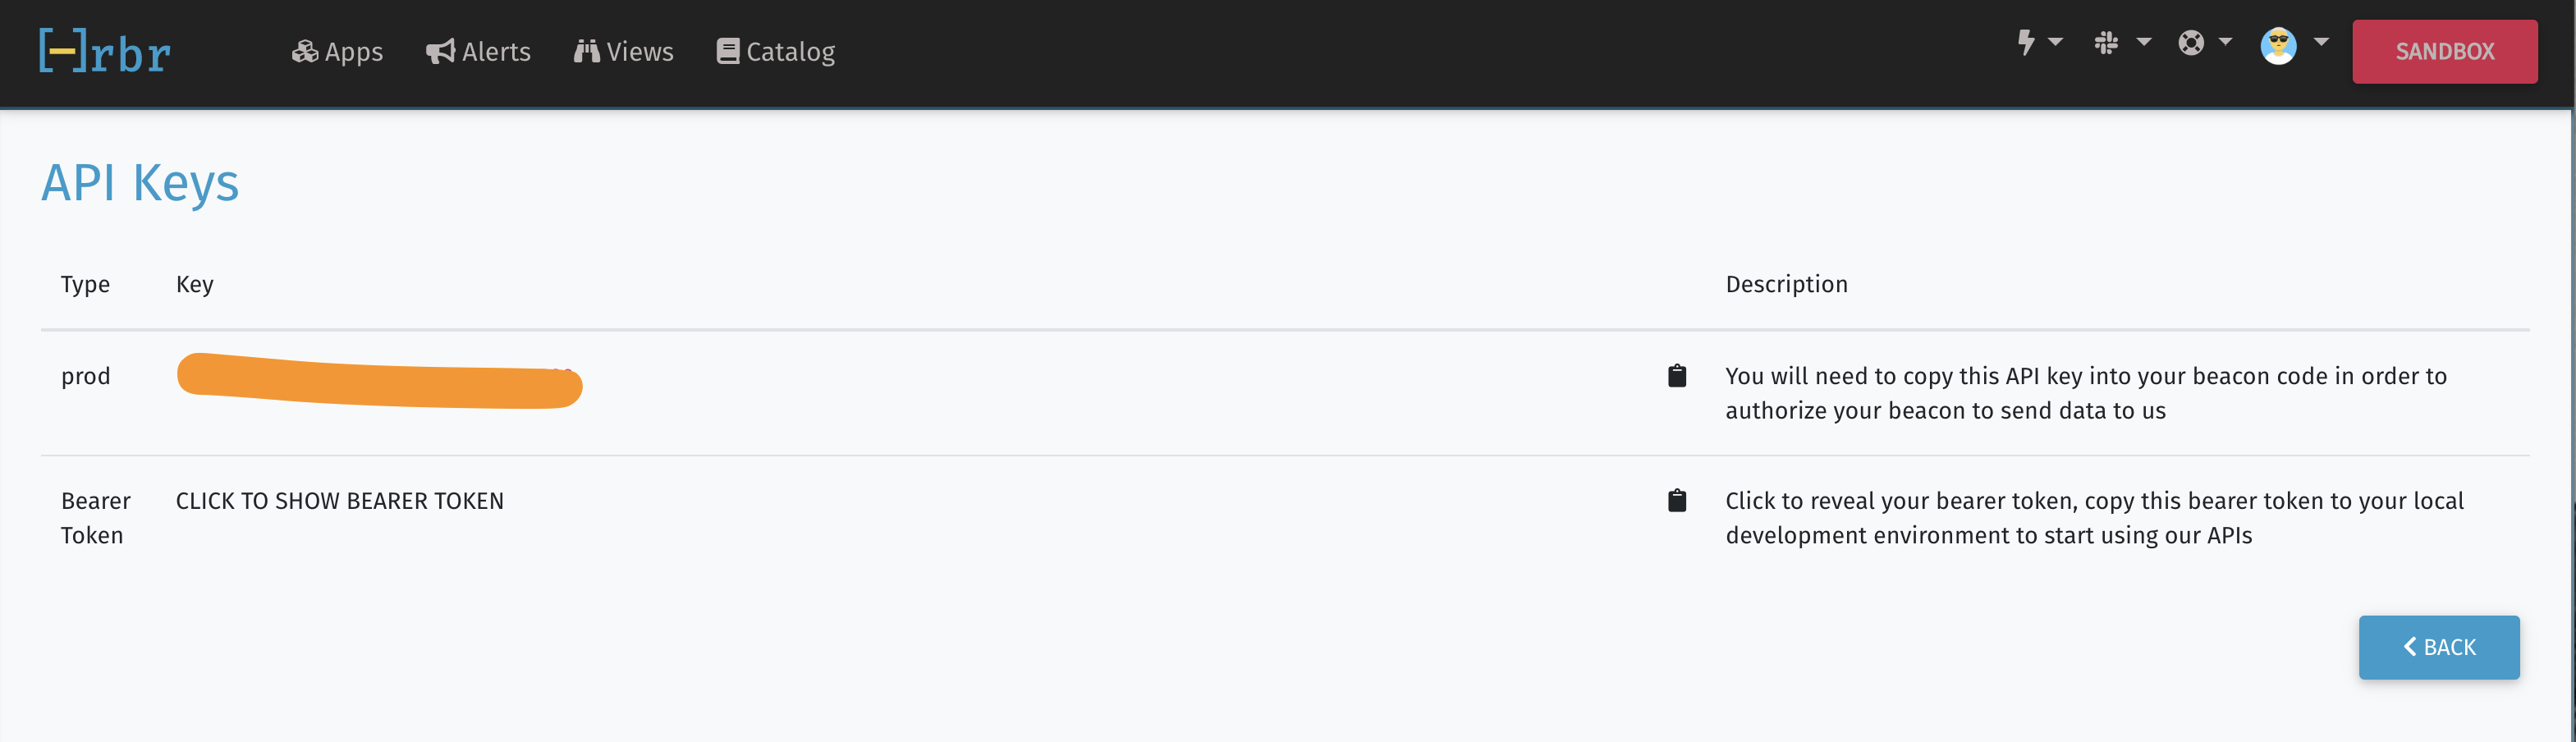 [-]rbr Apps Alerts Views Catalog SANDBOX
API Keys
Type Key Description
prod You will need to copy this API key into your beacon code in order to
authorize your beacon to send data to us
Bearer CLICK TO SHOW BEARER TOKEN Click to reveal your bearer token, copy this bearer token to your local
Token development environment to start using our APIs
BACK